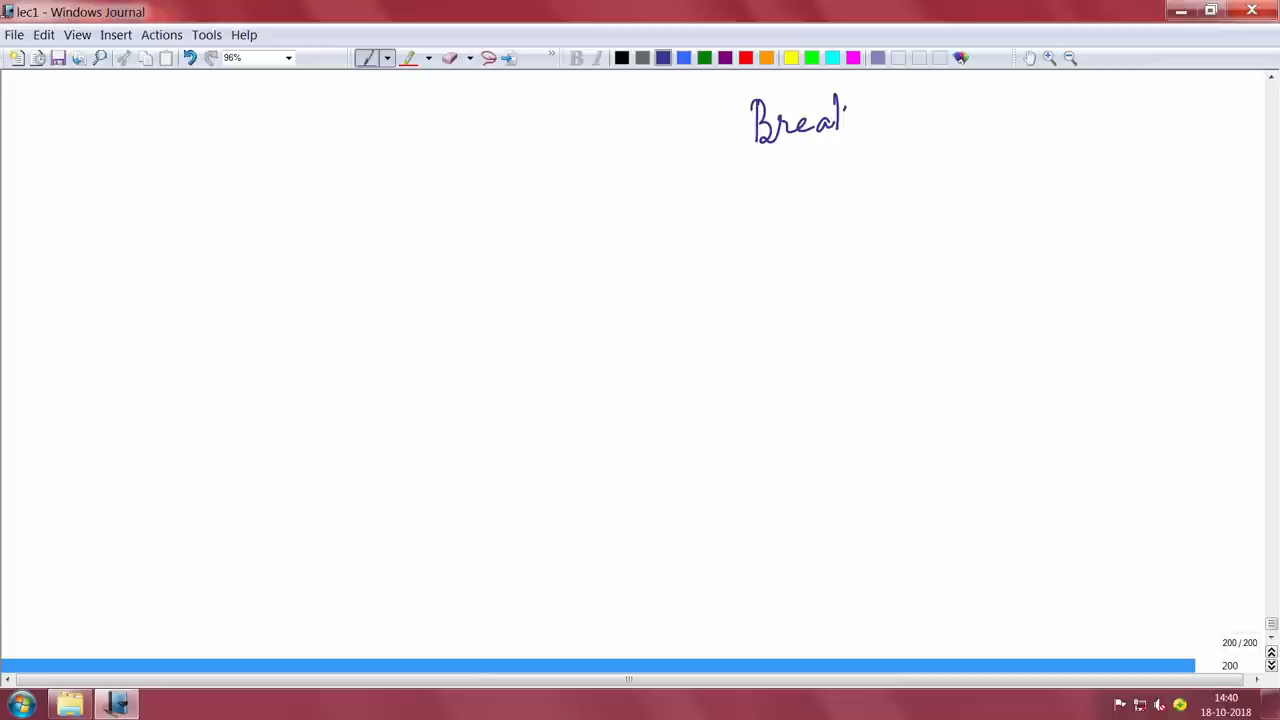 lec1 - Windows Journal
File Edit View Insert Actions Tools Help
96%
B I
200 / 200
200
14:40
18-10-2018